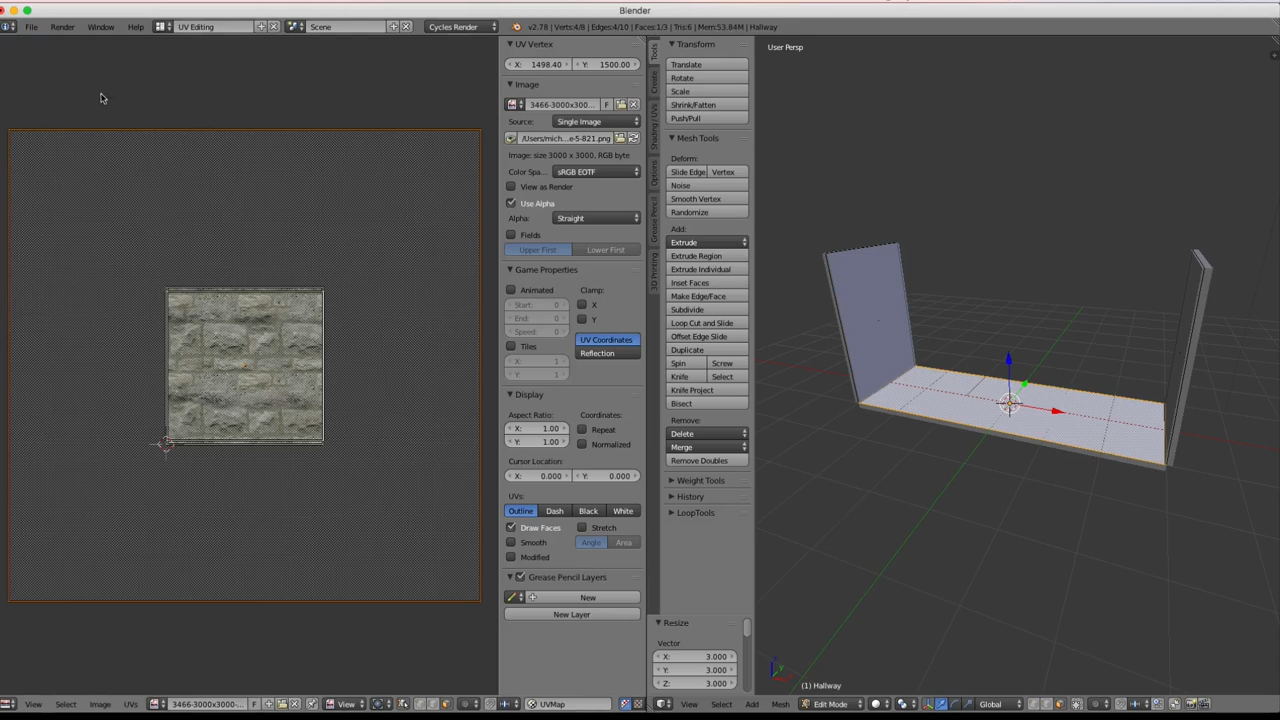 Blender
File Render Window Help UV Editing Scene Cycles Render v2.78 | Verts:4/8 | Edges:4/10 | Faces:1/3 | Tris:6 | Mem:53.84M | Hallway
UV Vertex
X: 1498.40 Y: 1500.00
Image
3466-3000x300... F
Source: Single Image
/Users/mich...e-5-821.png
Image: size 3000 x 3000, RGB byte
Color Spa... sRGB EOTF
View as Render
Use Alpha
Alpha: Straight
Fields
Upper First Lower First
Game Properties
Animated Clamp:
Start: 0 X
End: 0 Y
Speed: 0
Tiles UV Coordinates
X: 1 Reflection
Y: 1
Display
Aspect Ratio: Coordinates:
X: 1.00 Repeat
Y: 1.00 Normalized
Cursor Location:
X: 0.000 Y: 0.000
UVs:
Outline Dash Black White
Draw Faces Stretch
Smooth Angle Area
Modified
Grease Pencil Layers
New
New Layer
Tools
Create
Shading / UVs
Options
Grease Pencil
3D Printing
Transform
Translate
Rotate
Scale
Shrink/Fatten
Push/Pull
Mesh Tools
Deform:
Slide Edge Vertex
Noise
Smooth Vertex
Randomize
Add:
Extrude
Extrude Region
Extrude Individual
Inset Faces
Make Edge/Face
Subdivide
Loop Cut and Slide
Offset Edge Slide
Duplicate
Spin Screw
Knife Select
Knife Project
Bisect
Remove:
Delete
Merge
Remove Doubles
Weight Tools
History
LoopTools
Resize
Vector
X: 3.000
Y: 3.000
Z: 3.000
User Persp
(1) Hallway
View Select Image UVs 3466-3000x3000-... F View UVMap
View Select Add Mesh Edit Mode Global